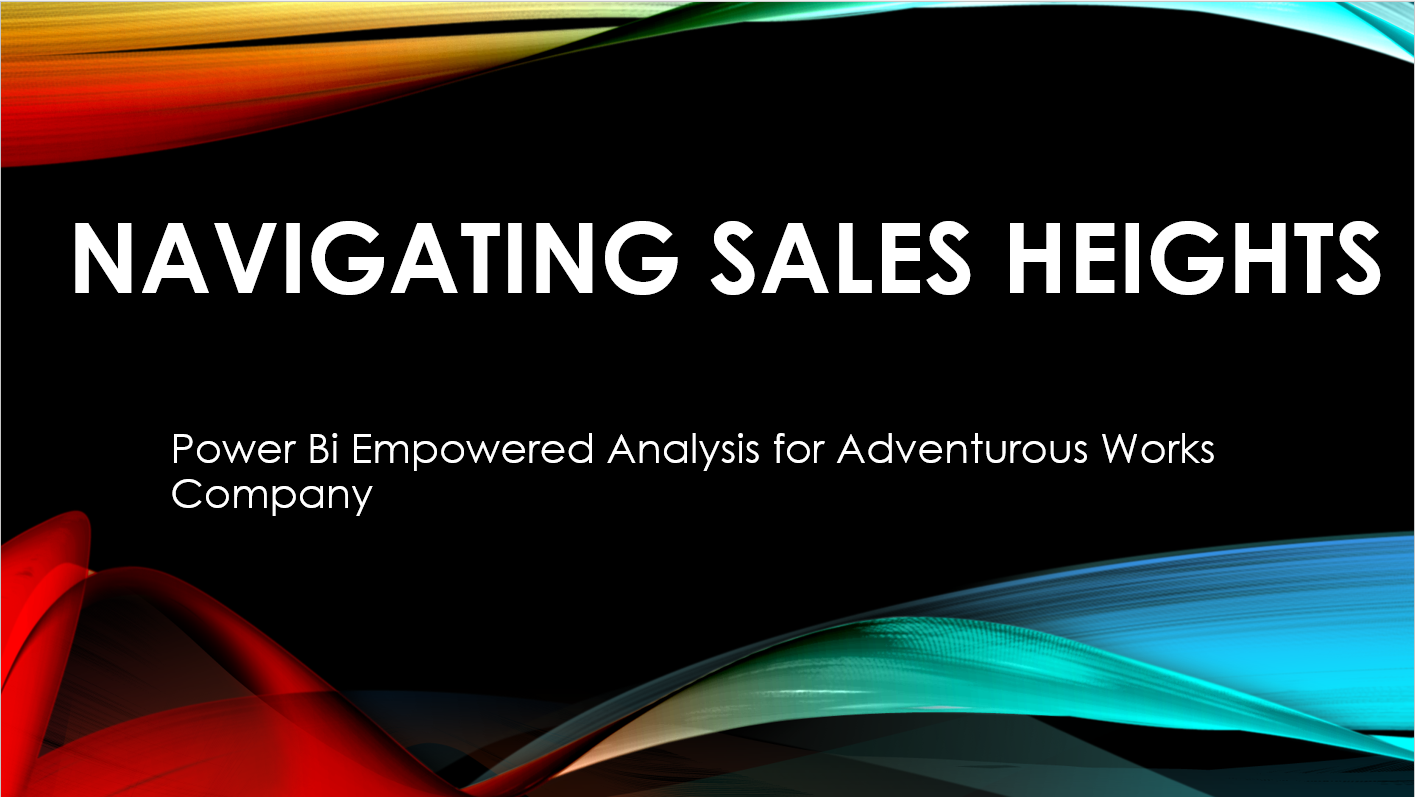 NAVIGATING SALES HEIGHTS
Power Bi Empowered Analysis for Adventurous Works
Company